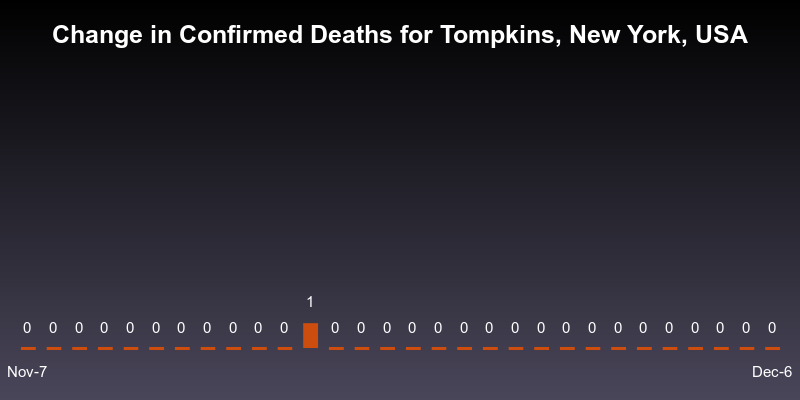 Change in Confirmed Deaths for Tompkins, New York, USA
1
0 0 0 0 0 0 0 0 0 0 0 0 0 0 0 0 0 0 0 0 0 0 0 0 0 0 0 0 0
Nov-7 Dec-6